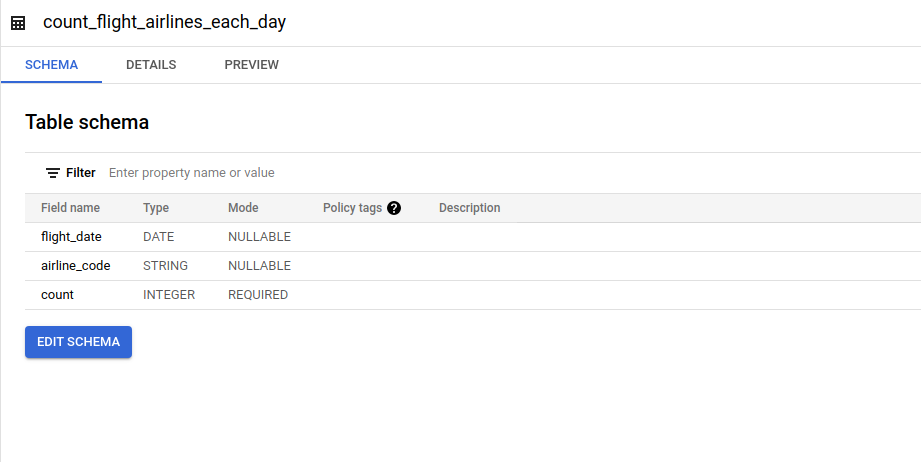 count_flight_airlines_each_day
SCHEMA DETAILS PREVIEW
Table schema
Filter Enter property name or value
Field name Type Mode Policy tags ? Description
flight_date DATE NULLABLE
airline_code STRING NULLABLE
count INTEGER REQUIRED
EDIT SCHEMA